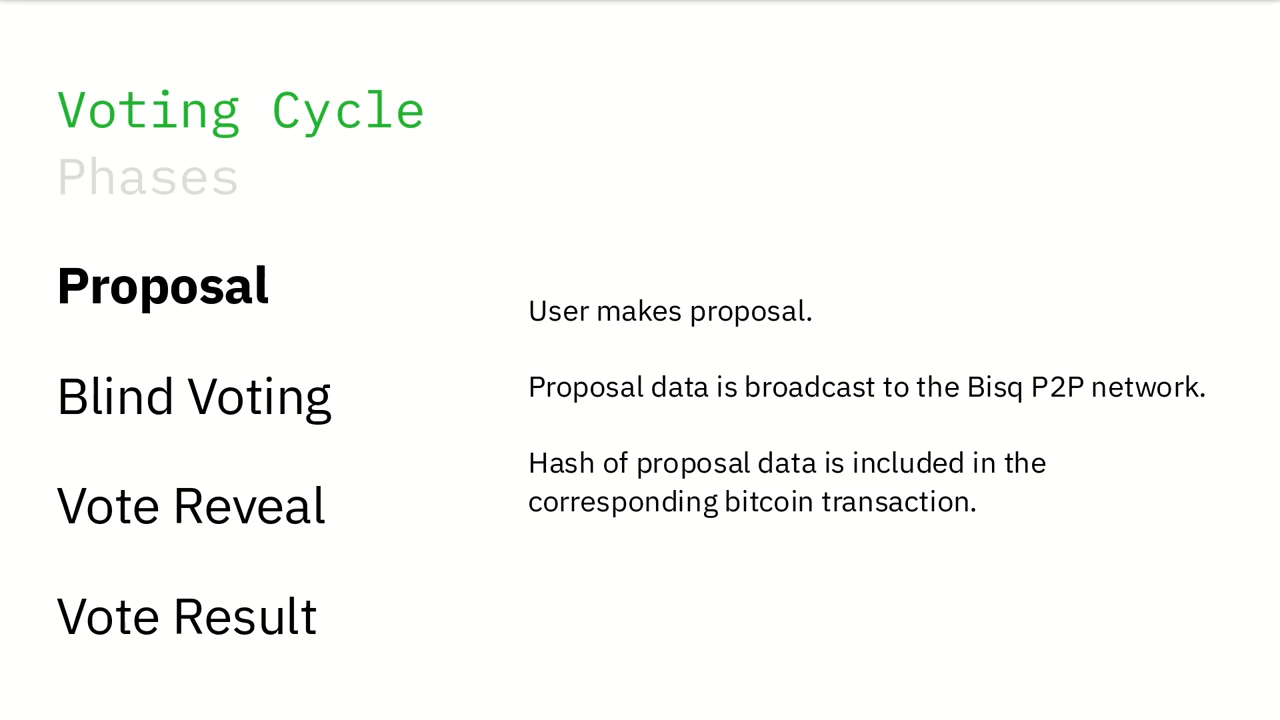 Voting Cycle
Phases
Proposal
Blind Voting
Vote Reveal
Vote Result
User makes proposal.
Proposal data is broadcast to the Bisq P2P network.
Hash of proposal data is included in the
corresponding bitcoin transaction.